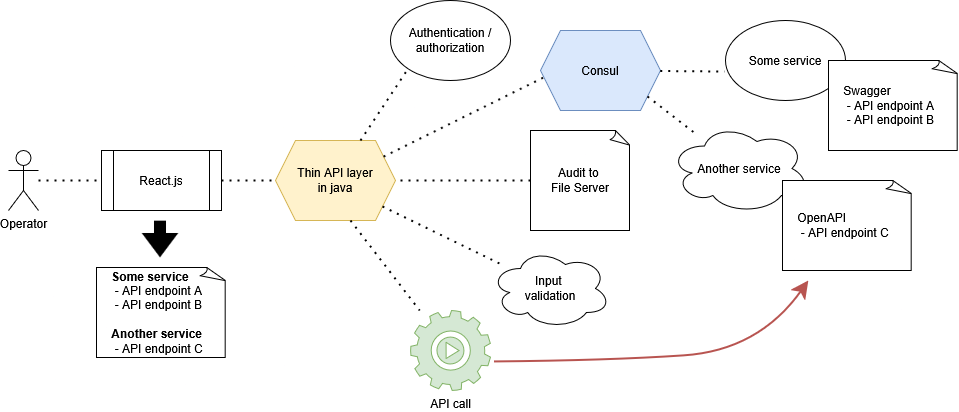 Authentication /
authorization
Consul
Some service
Swagger
- API endpoint A
- API endpoint B
Operator
React.js
Thin API layer
in java
Audit to
File Server
Another service
OpenAPI
- API endpoint C
Some service
- API endpoint A
- API endpoint B
Another service
- API endpoint C
Input
validation
API call